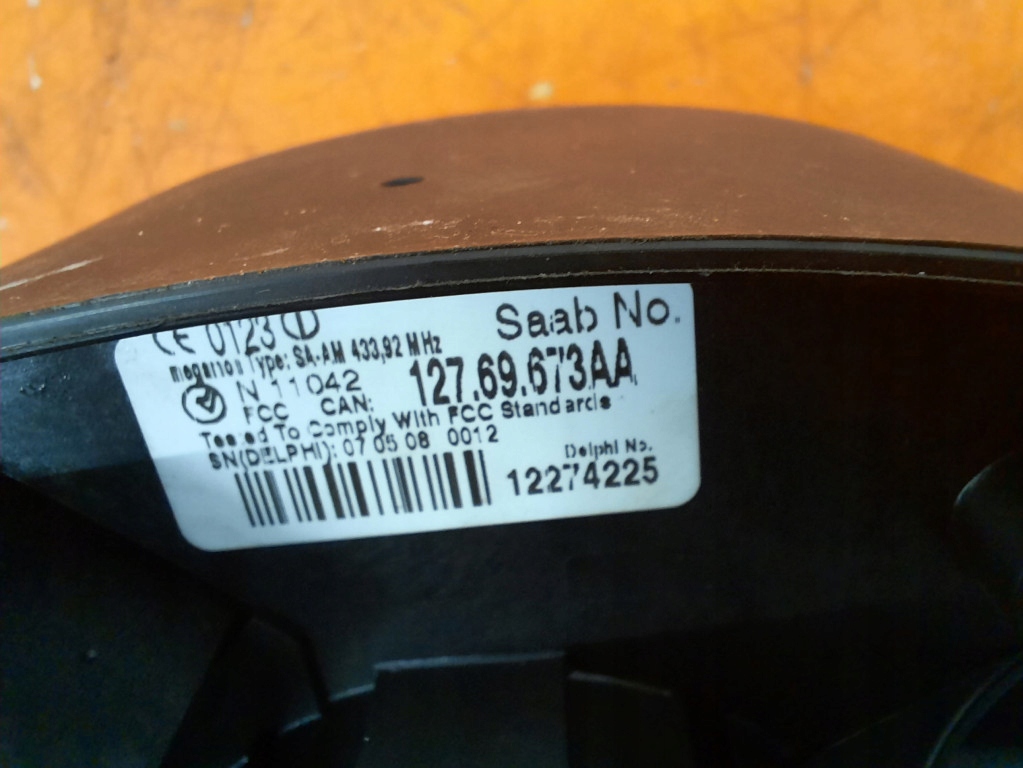 CE 0123
Saab No.
Type: SA-AM 433,92 MHz
127.69.673AA
N 11042
FCC CAN:
Tested To Comply With FCC Standards
SN(DELPHI): 07 05 08 0012
Delphi No.
12274225